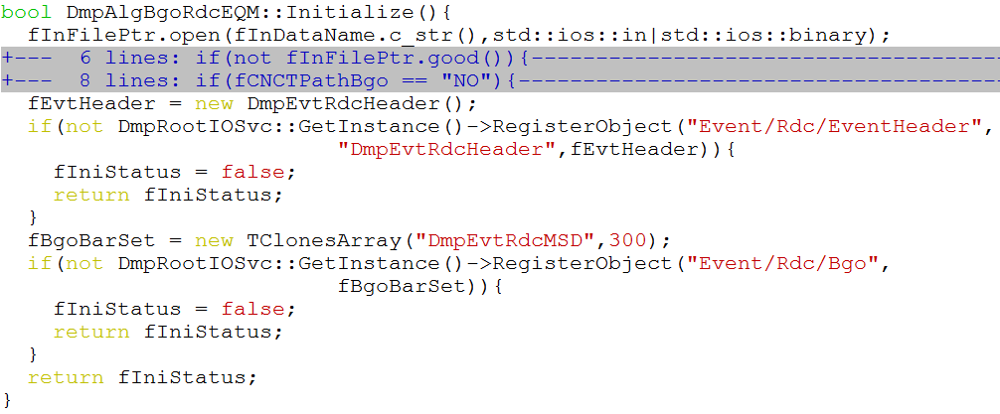 bool DmpAlgBgoRdcEQM::Initialize(){
  fInFilePtr.open(fInDataName.c_str(),std::ios::in|std::ios::binary);
+---  6 lines: if(not fInFilePtr.good()){------------------------------------
+---  8 lines: if(fCNCTPathBgo == "NO"){-------------------------------------
  fEvtHeader = new DmpEvtRdcHeader();
  if(not DmpRootIOSvc::GetInstance()->RegisterObject("Event/Rdc/EventHeader",
                          "DmpEvtRdcHeader",fEvtHeader)){
    fIniStatus = false;
    return fIniStatus;
  }
  fBgoBarSet = new TClonesArray("DmpEvtRdcMSD",300);
  if(not DmpRootIOSvc::GetInstance()->RegisterObject("Event/Rdc/Bgo",
                          fBgoBarSet)){
    fIniStatus = false;
    return fIniStatus;
  }
  return fIniStatus;
}